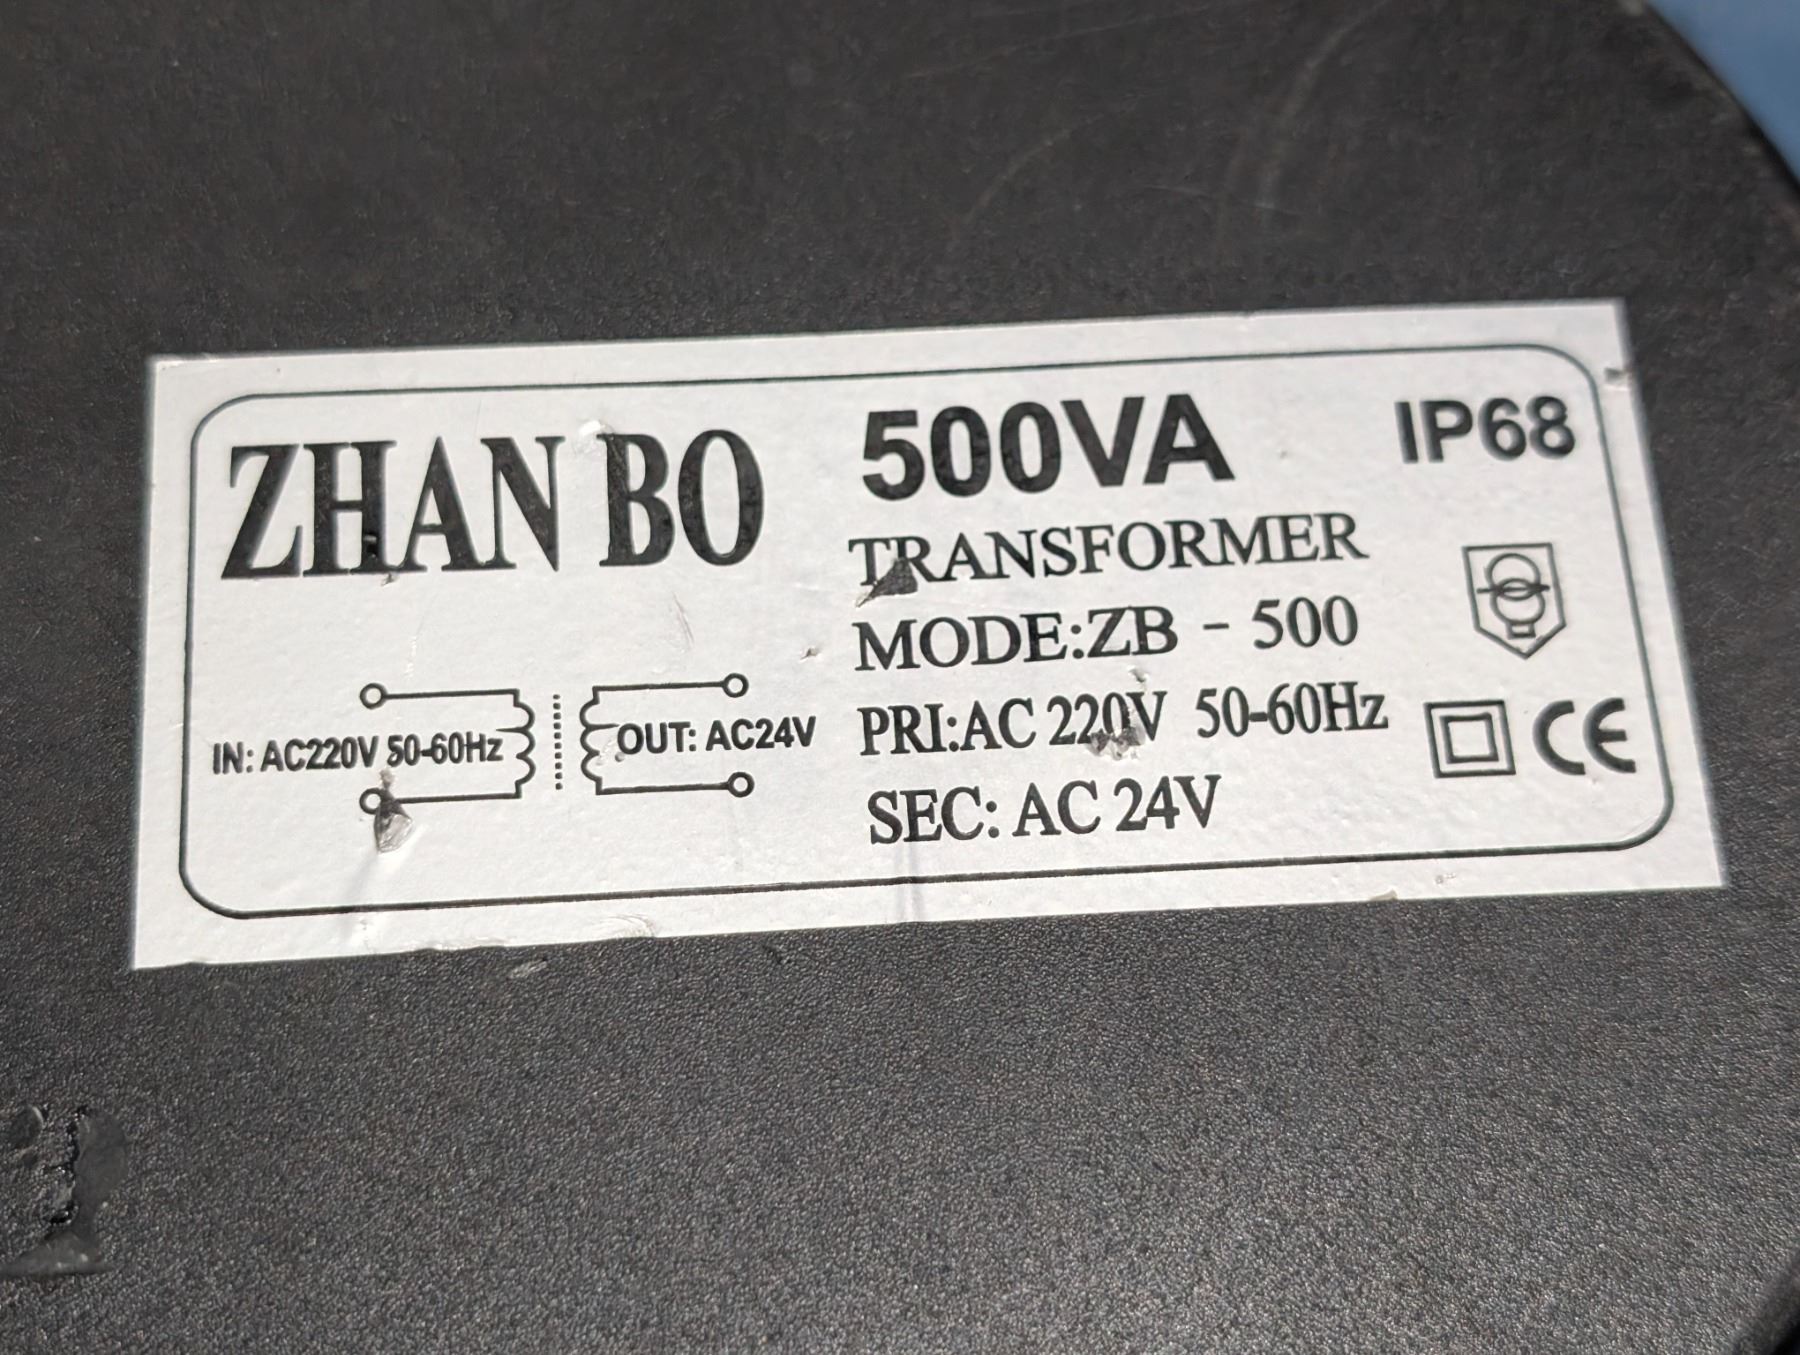 ZHAN BO
500VA
IP68
TRANSFORMER
MODE:ZB - 500
PRI:AC 220V 50-60Hz
SEC: AC 24V
IN: AC220V 50-60Hz
OUT: AC24V
CE